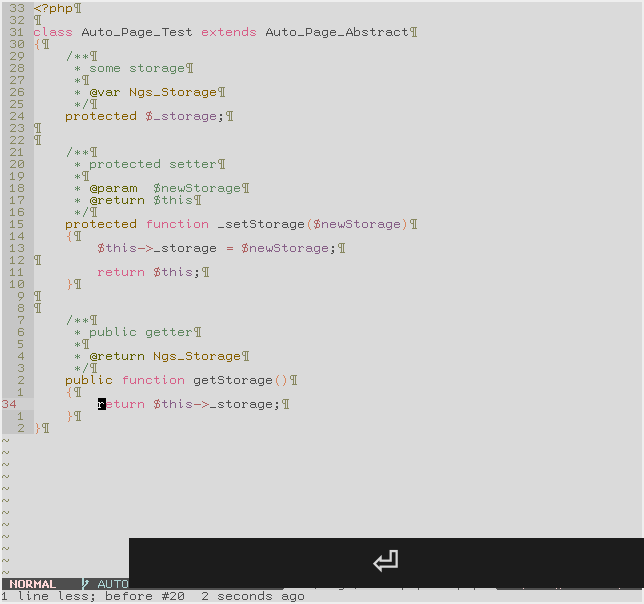 33 <?php¶
32 ¶
31 class Auto_Page_Test extends Auto_Page_Abstract¶
30 {¶
29     /**¶
28      * some storage¶
27      *¶
26      * @var Ngs_Storage¶
25      */¶
24     protected $_storage;¶
23 ¶
22 ¶
21     /**¶
20      * protected setter¶
19      *¶
18      * @param  $newStorage¶
17      * @return $this¶
16      */¶
15     protected function _setStorage($newStorage)¶
14     {¶
13         $this->_storage = $newStorage;¶
12 ¶
11         return $this;¶
10     }¶
9 ¶
8 ¶
7     /**¶
6      * public getter¶
5      *¶
4      * @return Ngs_Storage¶
3      */¶
2     public function getStorage()¶
1     {¶
34         return $this->_storage;¶
1     }¶
2 }¶
~
~
~
~
~
~
~
~
~
~
~
~
NORMAL AUTO
1 line less; before #20  2 seconds ago